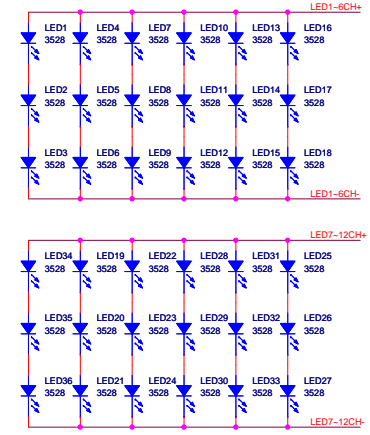 LED1~6CH+
LED1 LED4 LED7 LED10 LED13 LED16
3528 3528 3528 3528 3528 3528
LED2 LED5 LED8 LED11 LED14 LED17
3528 3528 3528 3528 3528 3528
LED3 LED6 LED9 LED12 LED15 LED18
3528 3528 3528 3528 3528 3528
LED1~6CH-
LED7~12CH+
LED34 LED19 LED22 LED28 LED31 LED25
3528 3528 3528 3528 3528 3528
LED35 LED20 LED23 LED29 LED32 LED26
3528 3528 3528 3528 3528 3528
LED36 LED21 LED24 LED30 LED33 LED27
3528 3528 3528 3528 3528 3528
LED7~12CH-